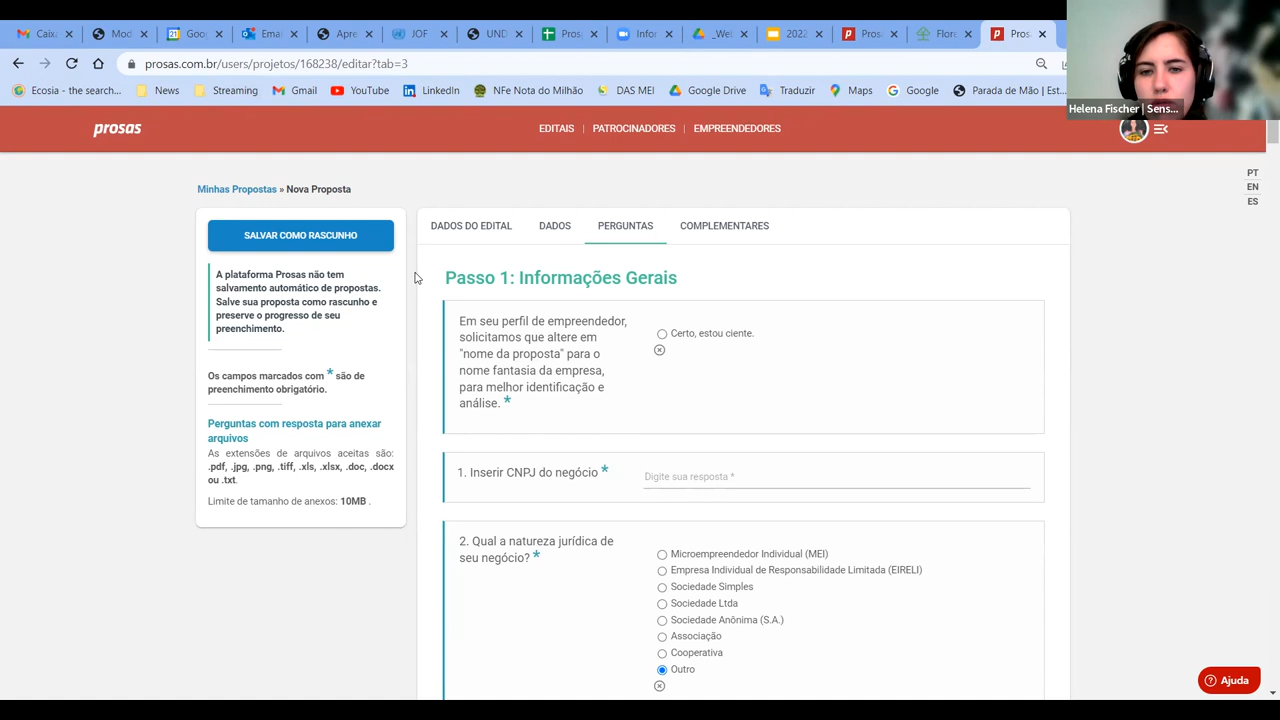 Caixa
Mod
Goo
Emai
Apre
JOF
UND
Pros
Infor
_Wel
2022
Pros
Flore
Pros
prosas.com.br/users/projetos/168238/editar?tab=3
Ecosia - the search...
News
Streaming
Gmail
YouTube
LinkedIn
NFe Nota do Milhão
DAS MEI
Google Drive
Traduzir
Maps
Google
Parada de Mão | Est...
Helena Fischer | Sens...
prosas
EDITAIS | PATROCINADORES | EMPREENDEDORES
PT
EN
ES
Minhas Propostas » Nova Proposta
SALVAR COMO RASCUNHO
A plataforma Prosas não tem
salvamento automático de propostas.
Salve sua proposta como rascunho e
preserve o progresso de seu
preenchimento.
Os campos marcados com * são de
preenchimento obrigatório.
Perguntas com resposta para anexar
arquivos
As extensões de arquivos aceitas são:
.pdf, .jpg, .png, .tiff, .xls, .xlsx, .doc, .docx
ou .txt.
Limite de tamanho de anexos: 10MB .
DADOS DO EDITAL
DADOS
PERGUNTAS
COMPLEMENTARES
Passo 1: Informações Gerais
Em seu perfil de empreendedor,
solicitamos que altere em
"nome da proposta" para o
nome fantasia da empresa,
para melhor identificação e
análise. *
Certo, estou ciente.
1. Inserir CNPJ do negócio *
Digite sua resposta *
2. Qual a natureza jurídica de
seu negócio? *
Microempreendedor Individual (MEI)
Empresa Individual de Responsabilidade Limitada (EIRELI)
Sociedade Simples
Sociedade Ltda
Sociedade Anônima (S.A.)
Associação
Cooperativa
Outro
Ajuda